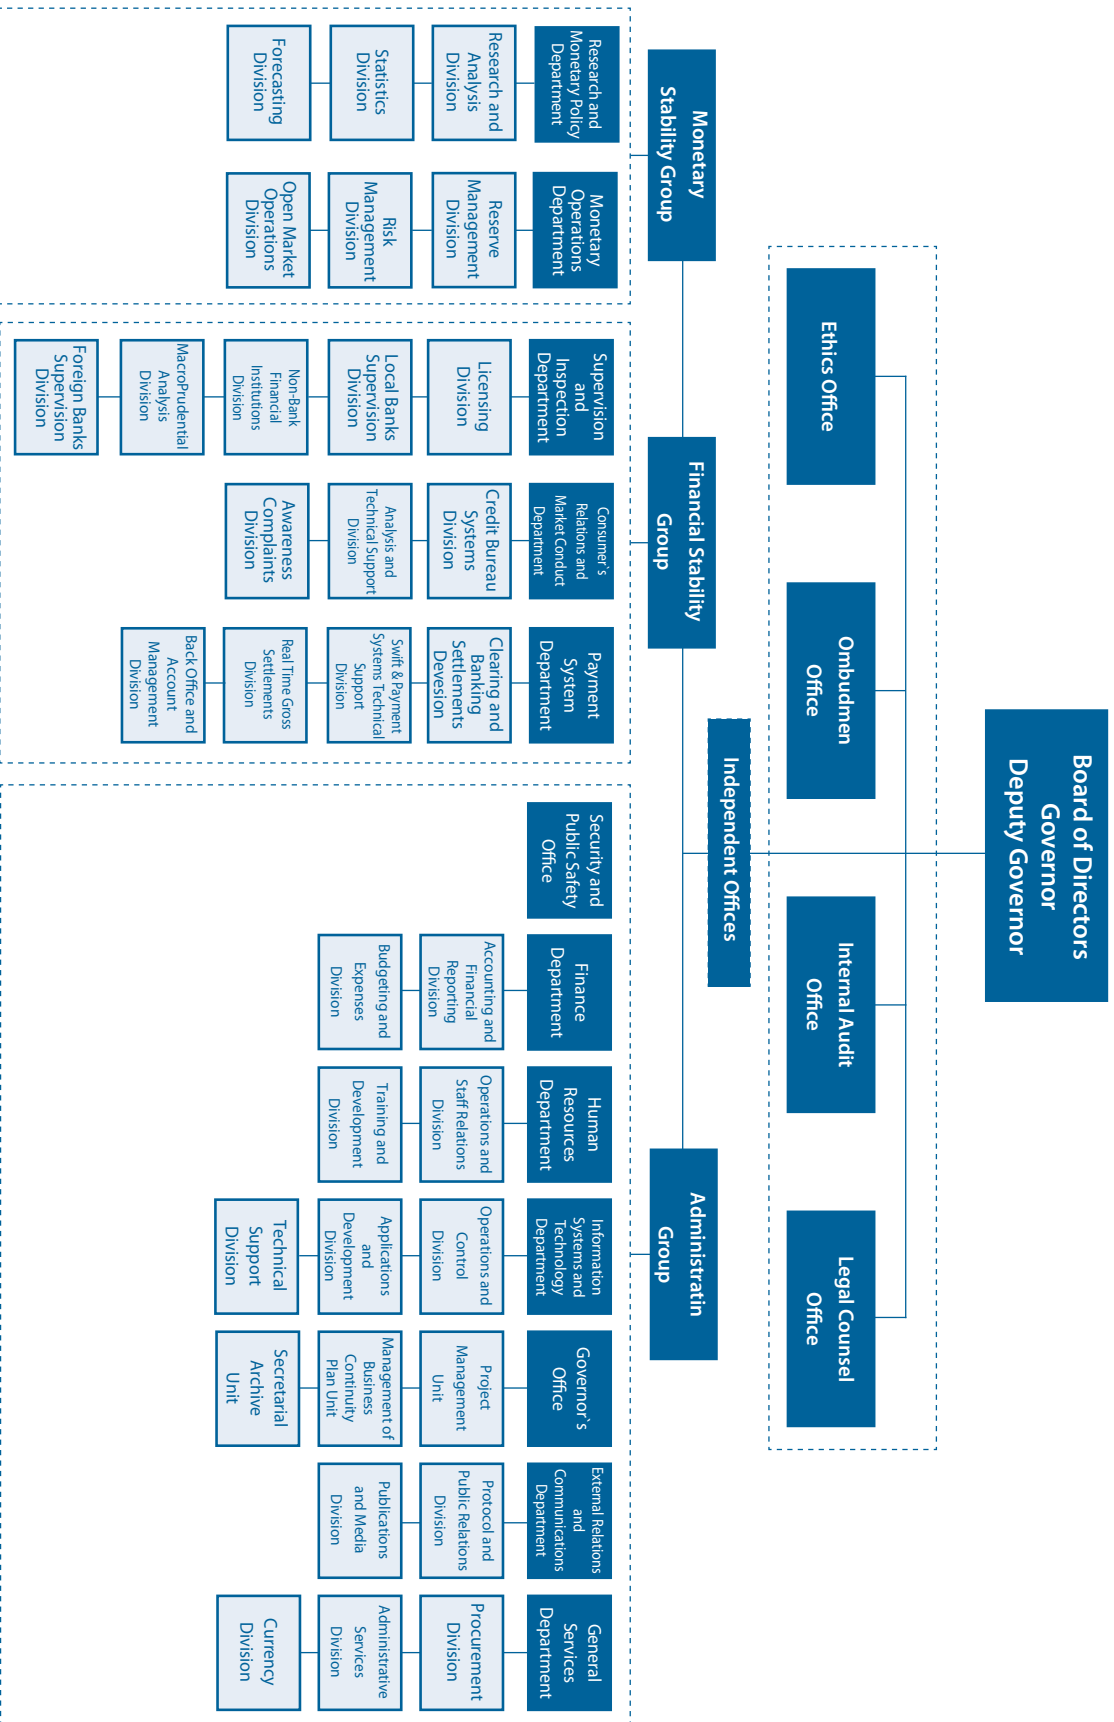 Board of Directors
Governor
Deputy Governor
Ethics Office
Ombudmen
Office
Internal Audit
Office
Legal Counsel
Office
Independent Offices
Monetary
Stability Group
Financial Stability
Group
Administratin
Group
Research and
Monetary Policy
Department
Research and
Analysis
Division
Statistics
Division
Forecasting
Division
Monetary
Operations
Department
Reserve
Management
Division
Risk
Management
Division
Open Market
Operations
Division
Supervision
and
Inspection
Department
Licensing
Division
Local Banks
Supervision
Division
Non-Bank
Financial
Institutions
Division
MacroPrudential
Analysis
Division
Foreign Banks
Supervision
Division
Consumer`s
Relations and
Market Conduct
Department
Credit Bureau
Systems
Division
Analysis and
Technical Support
Division
Awareness
Complaints
Division
Payment
System
Department
Clearing and
Banking
Settlements
Devesion
Swift & Payment
Systems Technical
Support
Division
Real Time Gross
Settlements
Division
Back Office and
Account
Management
Division
Security and
Public Safety
Office
Finance
Department
Accounting and
Financial
Reporting
Division
Budgeting and
Expenses
Division
Human
Resources
Department
Operations and
Staff Relations
Division
Training and
Development
Division
Information
Systems and
Technology
Department
Operations and
Control
Division
Applications
and
Development
Division
Technical
Support
Division
Governor`s
Office
Project
Management
Unit
Management of
Business
Continuity
Plan Unit
Secretarial
Archive
Unit
External Relations
and
Communications
Department
Protocol and
Public Relations
Division
Publications
and Media
Division
General
Services
Department
Procurement
Division
Administrative
Services
Division
Currency
Division